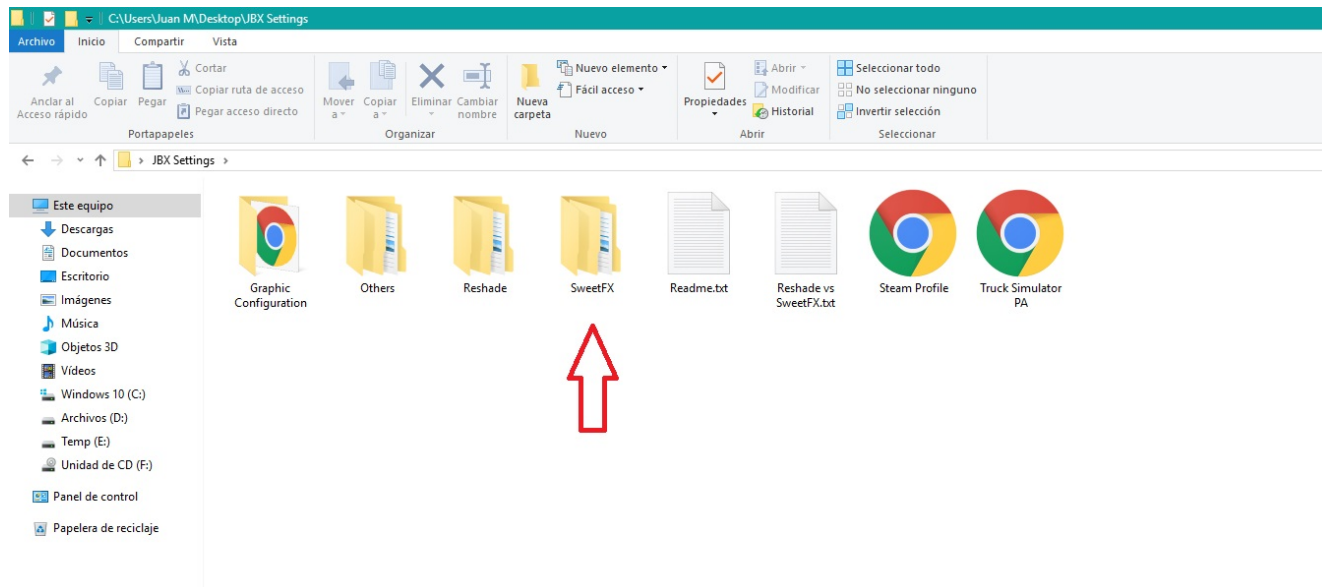 C:\Users\Juan M\Desktop\JBX Settings
Archivo Inicio Compartir Vista
Anclar al
Acceso rápido
Copiar
Pegar
Cortar
Copiar ruta de acceso
Pegar acceso directo
Portapapeles
Mover
a
Copiar
a
Eliminar
Cambiar
nombre
Organizar
Nueva
carpeta
Nuevo elemento
Fácil acceso
Nuevo
Propiedades
Abrir
Modificar
Historial
Abrir
Seleccionar todo
No seleccionar ninguno
Invertir selección
Seleccionar
JBX Settings
Este equipo
Descargas
Documentos
Escritorio
Imágenes
Música
Objetos 3D
Vídeos
Windows 10 (C:)
Archivos (D:)
Temp (E:)
Unidad de CD (F:)
Panel de control
Papelera de reciclaje
Graphic
Configuration
Others
Reshade
SweetFX
Readme.txt
Reshade vs
SweetFX.txt
Steam Profile
Truck Simulator
PA